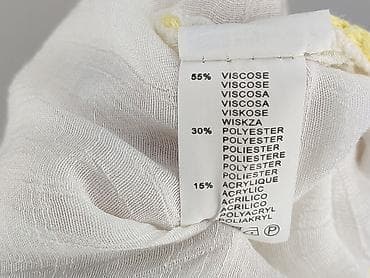 55% VISCOSE
VISCOSE
VISCOSA
VISCOSA
VISKOSE
WISKZA
30% POLYESTER
POLYESTER
POLIESTER
POLIESTERE
POLYESTER
POLIESTER
15% ACRYLIQUE
ACRYLIC
ACRILICO
ACRILICO
POLYACRYL
POLIAKRYL
P